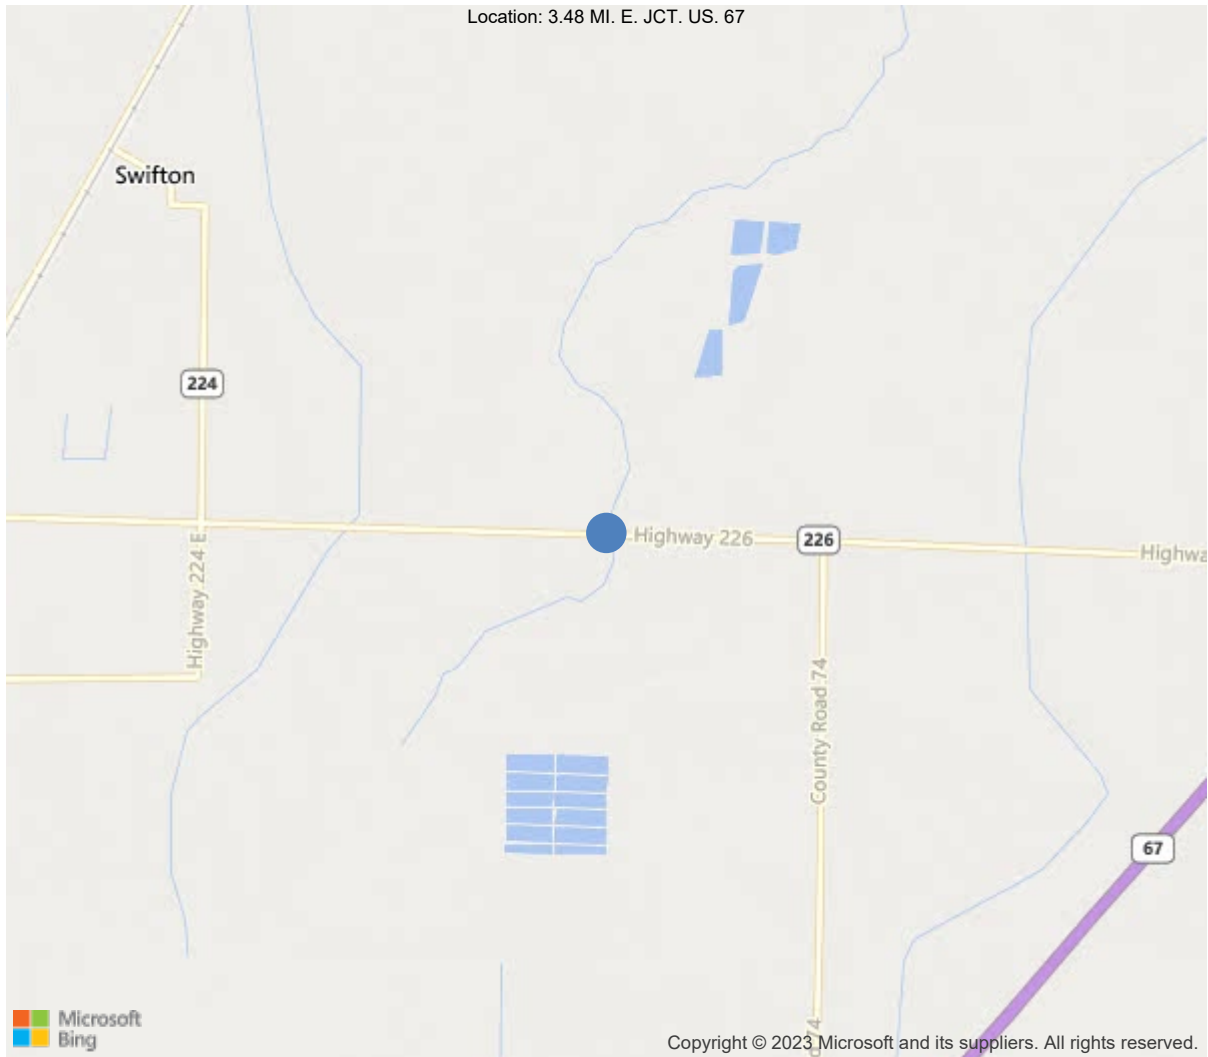 Location: 3.48 MI. E. JCT. US. 67
Swifton
224
Highway 226
226
Highwa
Highway 224 E
County Road 74
67
d 74
Microsoft
Bing
Copyright © 2023 Microsoft and its suppliers. All rights reserved.